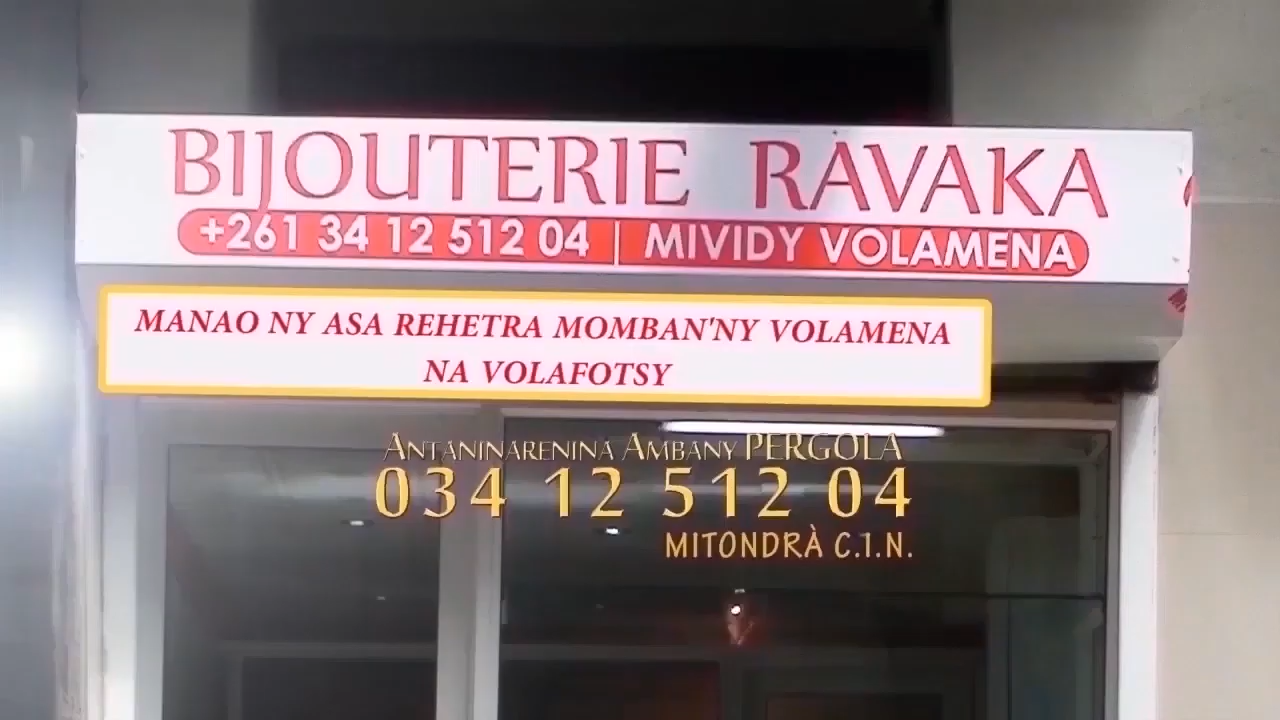 BIJOUTERIE RAVAKA
+261 34 12 512 04 | MIVIDY VOLAMENA
MANAO NY ASA REHETRA MOMBAN'NY VOLAMENA
NA VOLAFOTSY
ANTANINARENINA AMBANY PERGOLA
034 12 512 04
MITONDRÀ C.I.N.